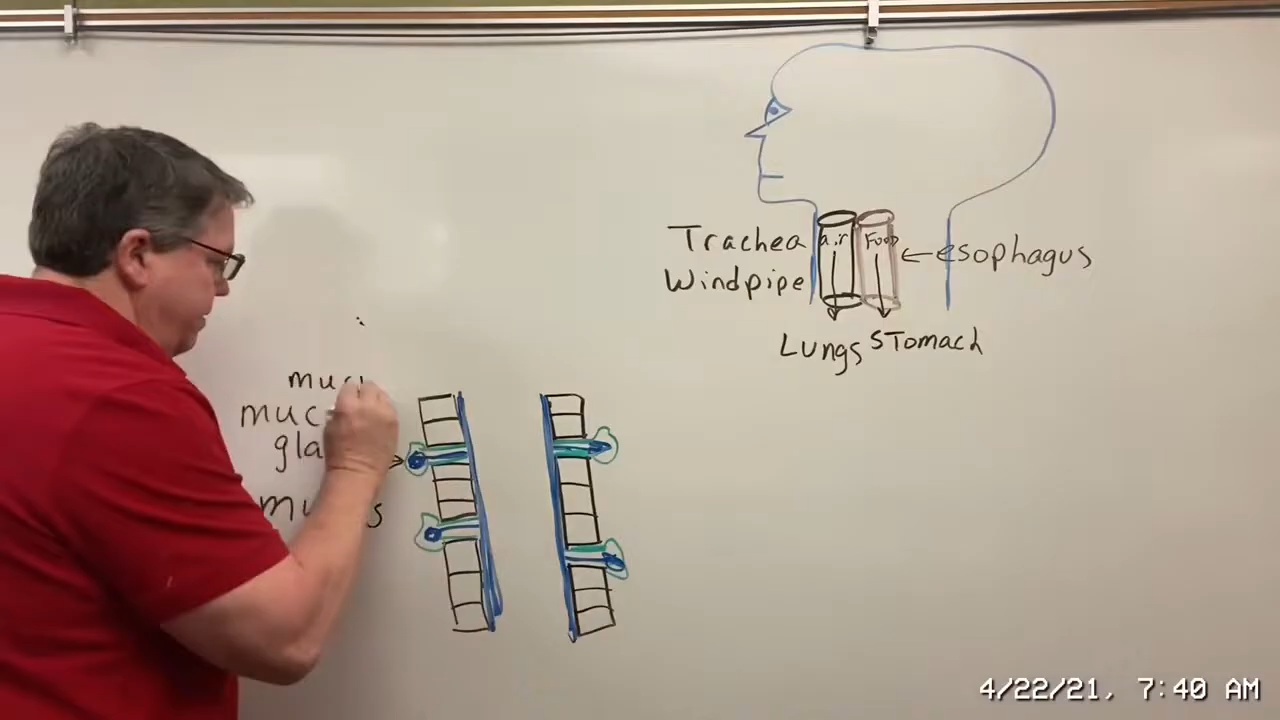 Trachea
Windpipe
air
Food
esophagus
Lungs
Stomach
4/22/21, 7:40 AM